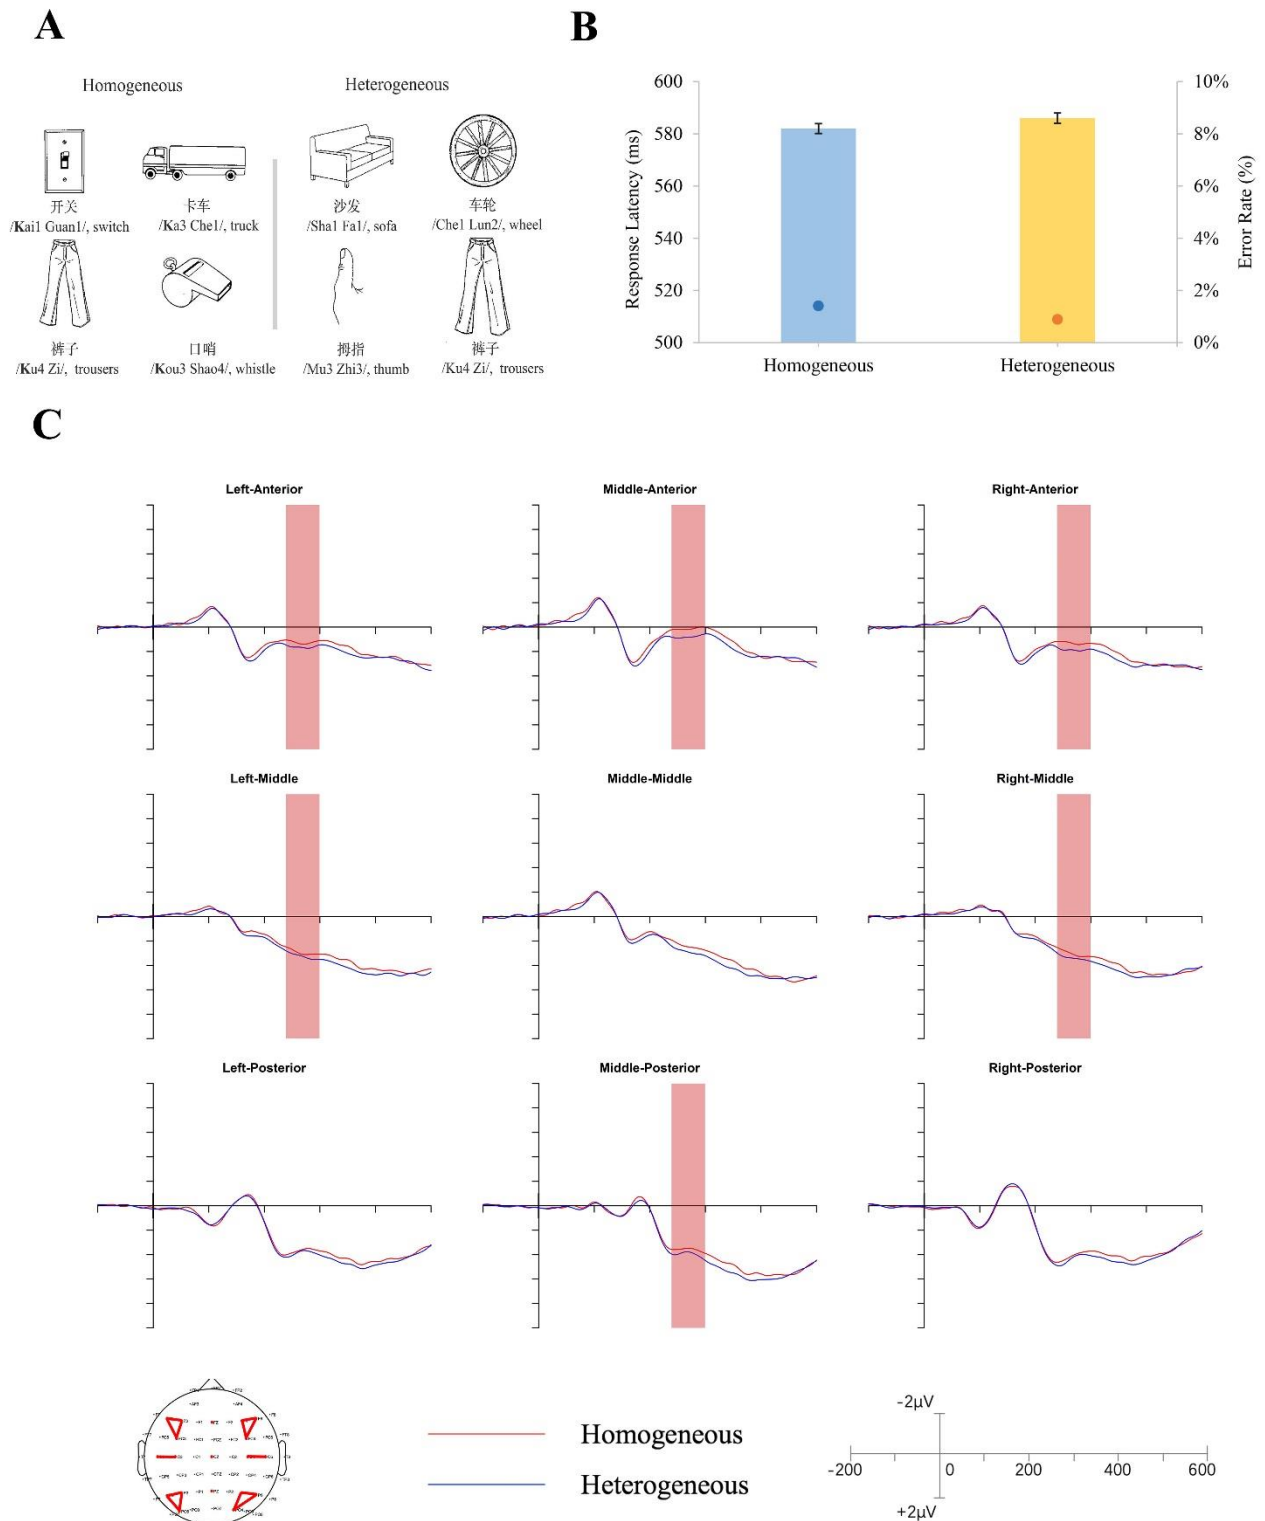 A
Homogeneous
Heterogeneous
开关
卡车
沙发
车轮
/Kai1 Guan1/, switch
/Ka3 Che1/, truck
/Sha1 Fa1/, sofa
/Che1 Lun2/, wheel
裤子
口哨
拇指
裤子
/Ku4 Zi/, trousers
/Kou3 Shao4/, whistle
/Mu3 Zhi3/, thumb
/Ku4 Zi/, trousers
B
Response Latency (ms)
600
580
560
540
520
500
10%
8%
6%
4%
2%
0%
Error Rate (%)
Homogeneous
Heterogeneous
C
Left-Anterior
Middle-Anterior
Right-Anterior
Left-Middle
Middle-Middle
Right-Middle
Left-Posterior
Middle-Posterior
Right-Posterior
Homogeneous
Heterogeneous
-2µV
-200
0
200
400
600
+2µV